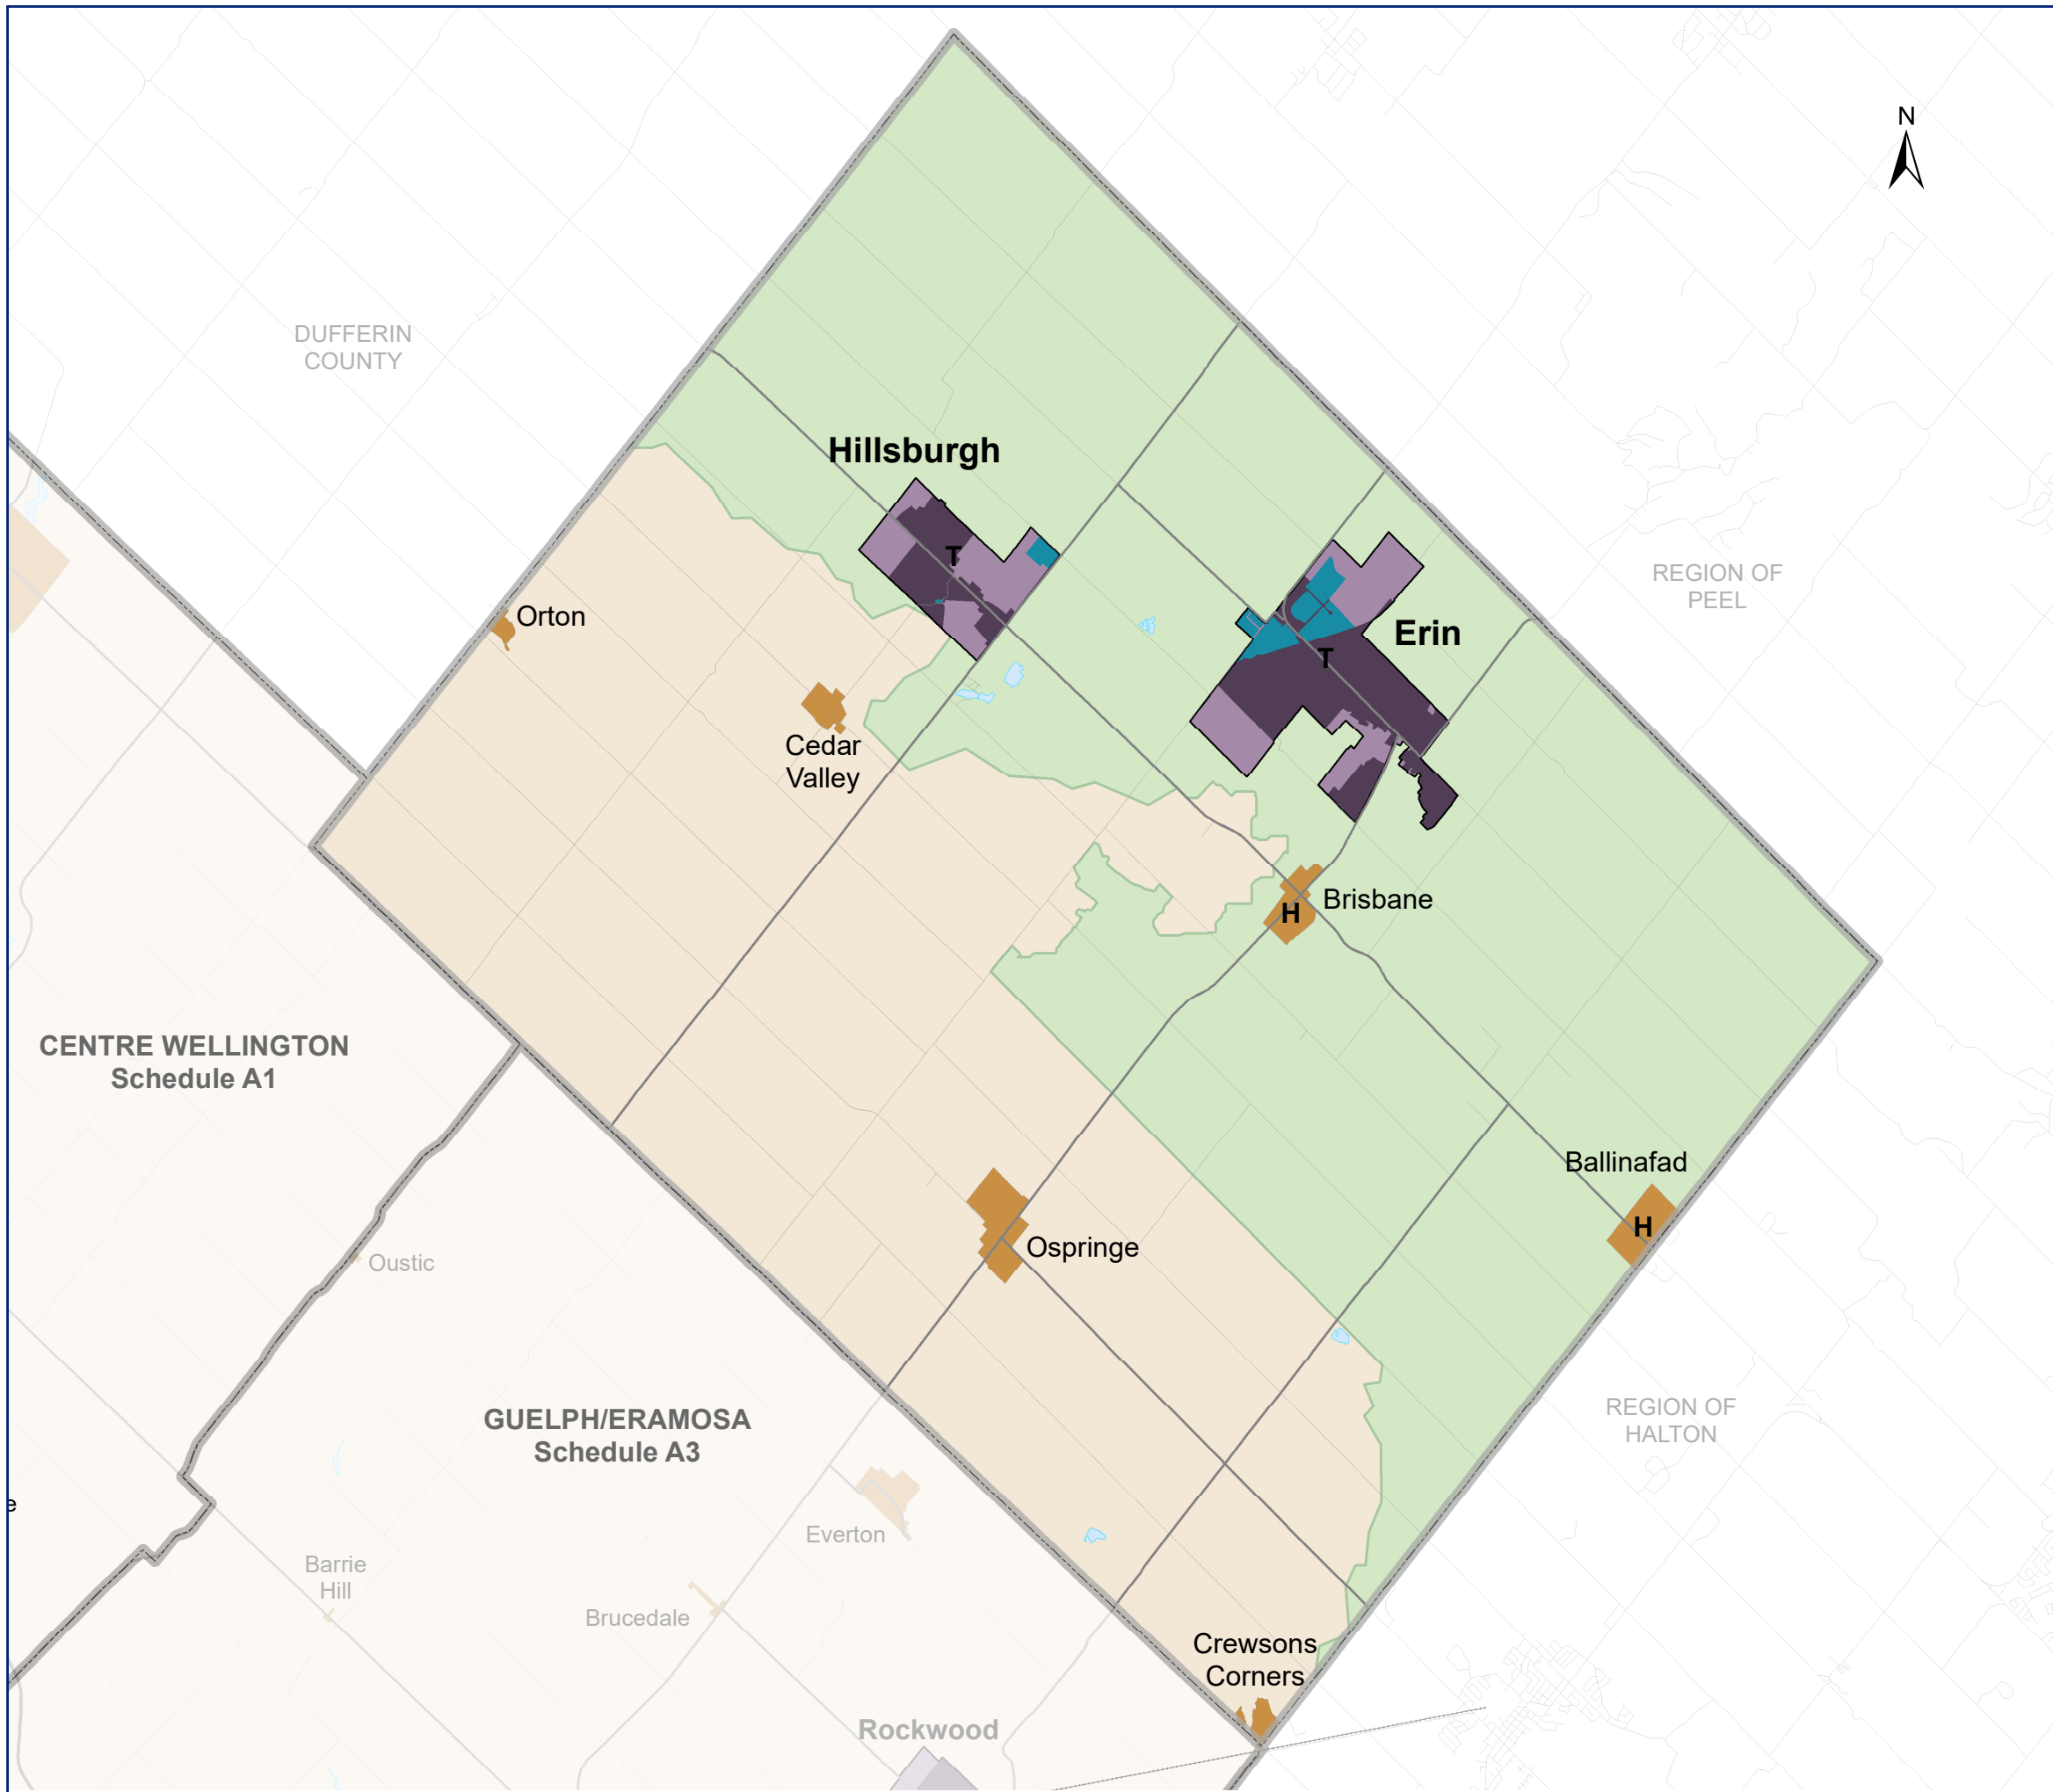 N
DUFFERIN
COUNTY
Hillsburgh
T
REGION OF
PEEL
Orton
Erin
T
Cedar
Valley
Brisbane
H
CENTRE WELLINGTON
Schedule A1
Ballinafad
H
Ospringe
Oustic
GUELPH/ERAMOSA
Schedule A3
REGION OF
HALTON
e
Everton
Barrie
Hill
Brucedale
Crewsons
Corners
Rockwood